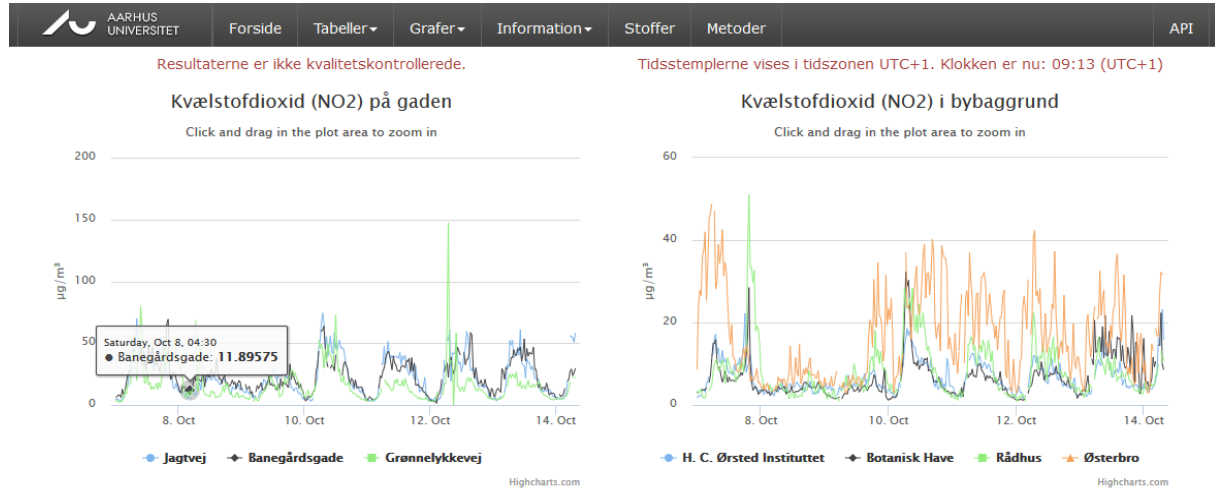 AARHUS
UNIVERSITET
Forside
Tabeller
Grafer
Information
Stoffer
Metoder
API
Resultaterne er ikke kvalitetskontrollerede.
Tidsstemplerne vises i tidszonen UTC+1. Klokken er nu: 09:13 (UTC+1)
Kvælstofdioxid (NO2) på gaden
Click and drag in the plot area to zoom in
200
150
100
50
0
µg/m³
Saturday, Oct 8, 04:30
● Banegårdsgade: 11.89575
8. Oct
10. Oct
12. Oct
14. Oct
Jagtvej
Banegårdsgade
Grønnelykkevej
Highcharts.com
Kvælstofdioxid (NO2) i bybaggrund
Click and drag in the plot area to zoom in
60
40
20
0
µg/m³
8. Oct
10. Oct
12. Oct
14. Oct
H. C. Ørsted Instituttet
Botanisk Have
Rådhus
Østerbro
Highcharts.com